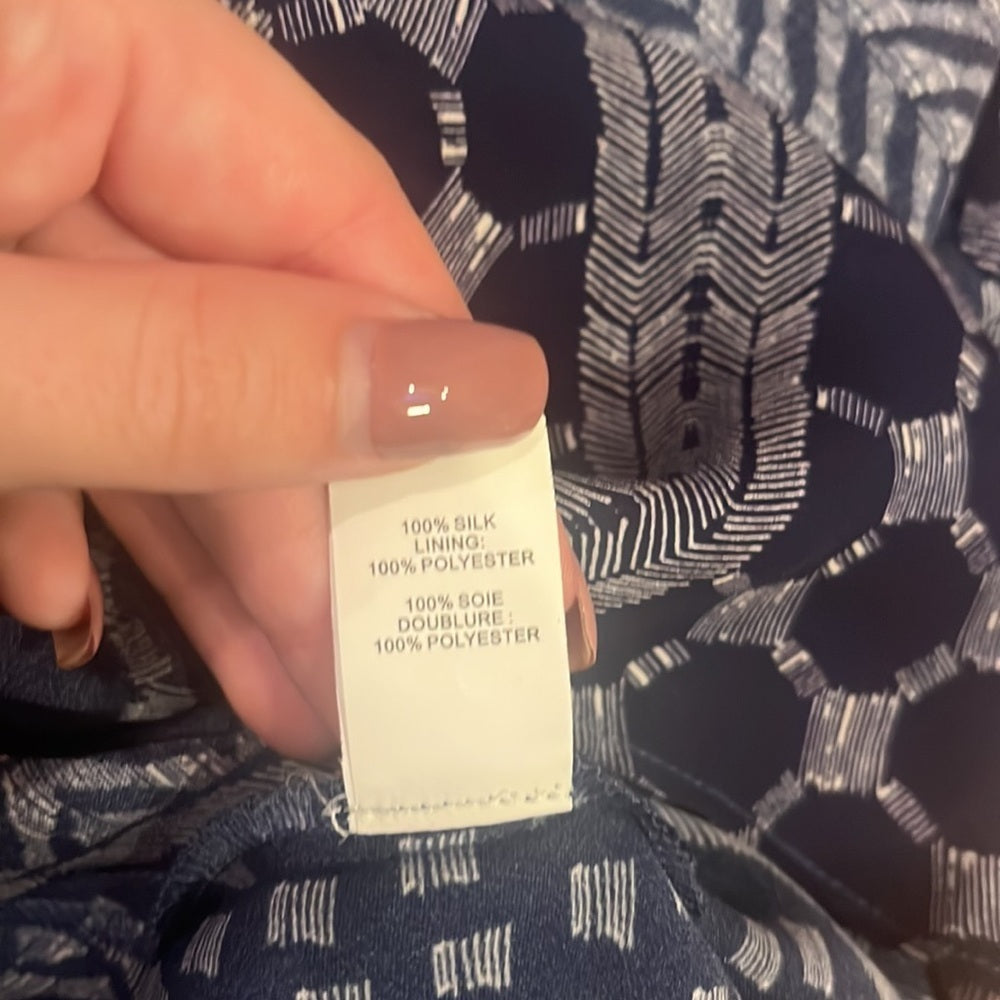 100% SILK
LINING:
100% POLYESTER
100% SOIE
DOUBLURE :
100% POLYESTER